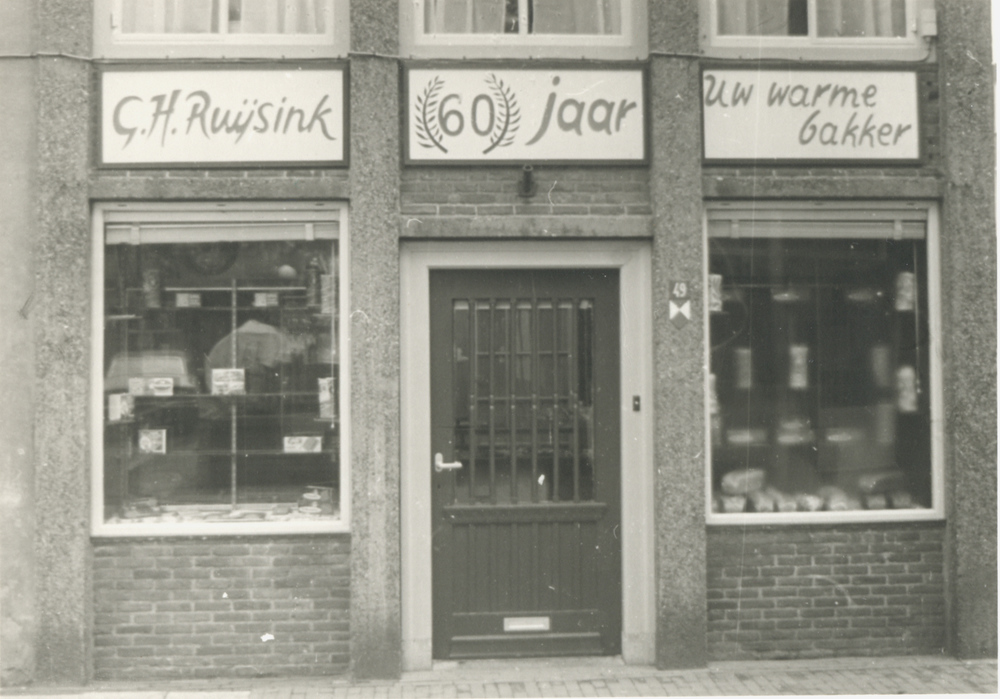 G.H. Ruijsink
60 jaar
Uw warme
bakker
49